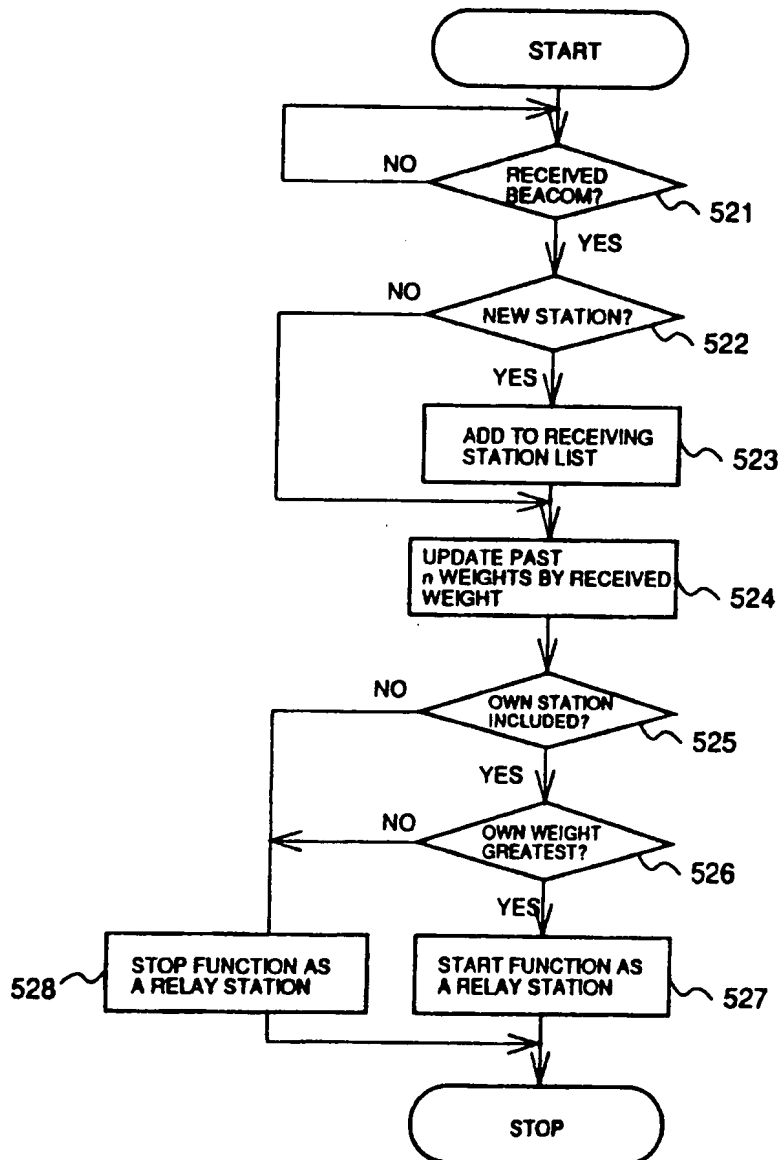 START
NO
RECEIVED
BEACOM?
521
YES
NO
NEW STATION?
522
YES
ADD TO RECEIVING
STATION LIST
523
UPDATE PAST
n WEIGHTS BY RECEIVED
WEIGHT
524
NO
OWN STATION
INCLUDED?
525
YES
NO
OWN WEIGHT
GREATEST?
526
YES
528
STOP FUNCTION AS
A RELAY STATION
START FUNCTION AS
A RELAY STATION
527
STOP